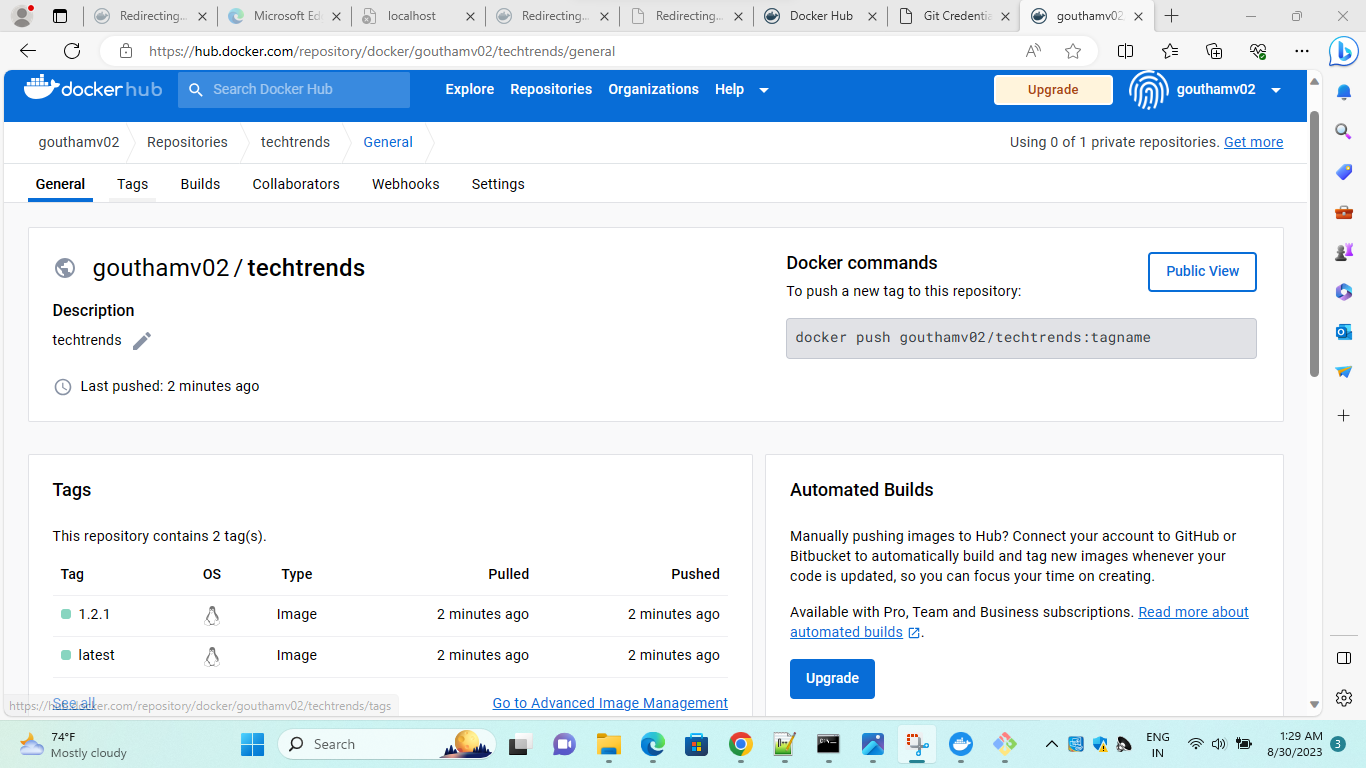 Redirecting...
Microsoft Ed
localhost
Redirecting...
Redirecting...
Docker Hub
Git Credentia
gouthamv02
https://hub.docker.com/repository/docker/gouthamv02/techtrends/general
dockerhub
Search Docker Hub
Explore Repositories Organizations Help
Upgrade
gouthamv02
gouthamv02 Repositories techtrends General
Using 0 of 1 private repositories. Get more
General Tags Builds Collaborators Webhooks Settings
gouthamv02 / techtrends
Description
techtrends
Last pushed: 2 minutes ago
Docker commands
Public View
To push a new tag to this repository:
docker push gouthamv02/techtrends:tagname
Tags
This repository contains 2 tag(s).
Tag OS Type Pulled Pushed
1.2.1 Image 2 minutes ago 2 minutes ago
latest Image 2 minutes ago 2 minutes ago
See all
Go to Advanced Image Management
https://hub.docker.com/repository/docker/gouthamv02/techtrends/tags
Automated Builds
Manually pushing images to Hub? Connect your account to GitHub or
Bitbucket to automatically build and tag new images whenever your
code is updated, so you can focus your time on creating.
Available with Pro, Team and Business subscriptions. Read more about
automated builds .
Upgrade
74°F
Mostly cloudy
Search
ENG
IN
1:29 AM
8/30/2023
3